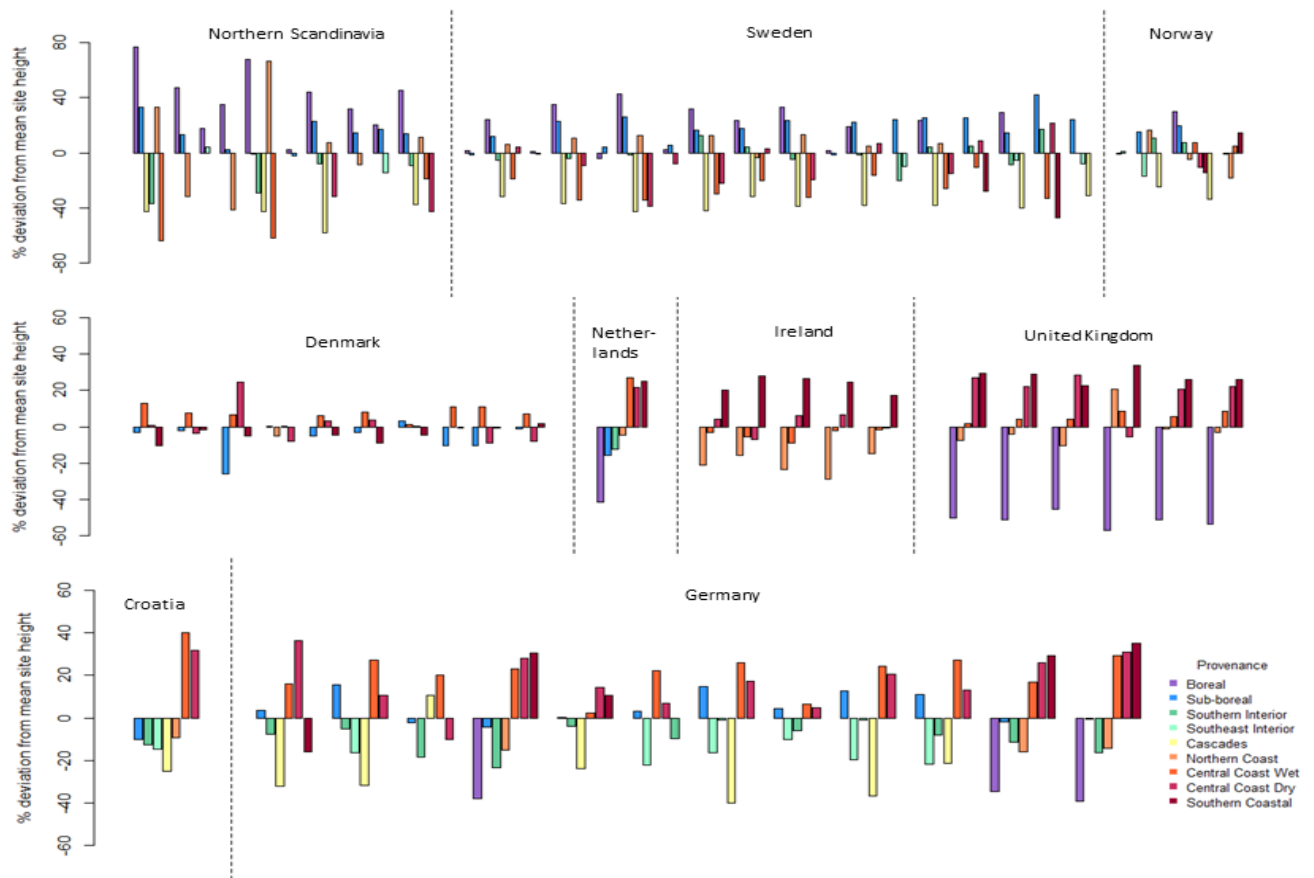 Northern Scandinavia
Sweden
Norway
% deviation from mean site height
80
40
0
-40
-80
Denmark
Nether-
lands
Ireland
United Kingdom
% deviation from mean site height
60
40
20
0
-20
-40
-60
Croatia
Germany
% deviation from mean site height
60
40
20
0
-20
-40
-60
Provenance
Boreal
Sub-boreal
Southern Interior
Southeast Interior
Cascades
Northern Coast
Central Coast Wet
Central Coast Dry
Southern Coastal